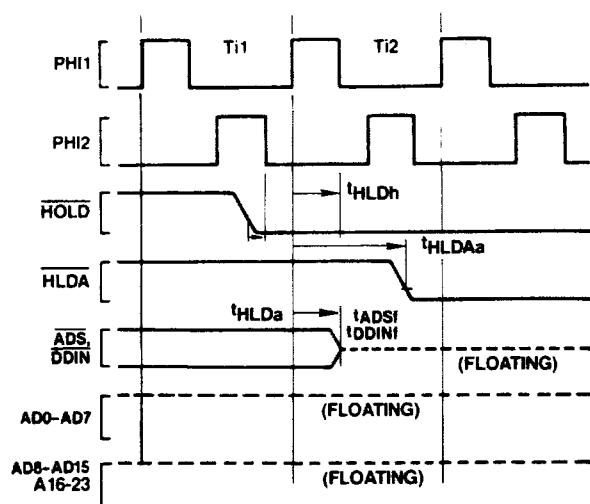 Ti1 Ti2
PHI1
PHI2
tHLDh
HOLD
tHLDAa
HLDA
tHLDa tADSf
tDDINf
ADS,
DDIN
(FLOATING)
(FLOATING)
AD0–AD7
AD8–AD15
A16-23
(FLOATING)